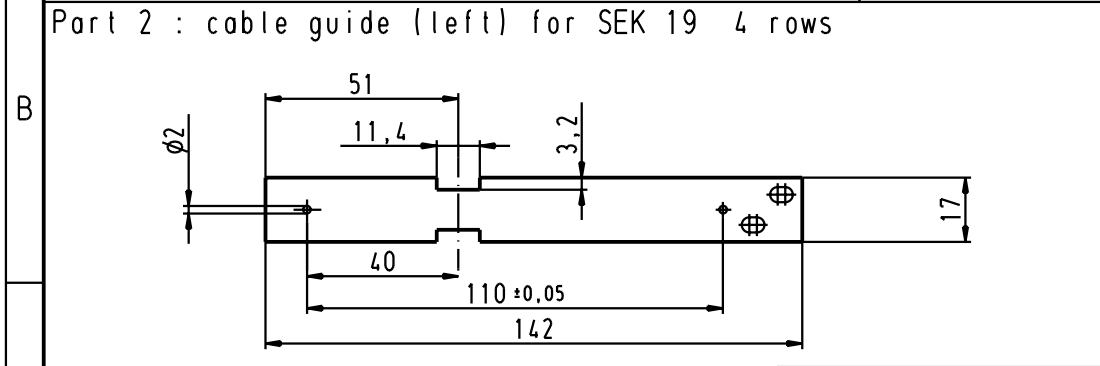 Part 2 : cable guide (left) for SEK 19 4 rows
B
51
11,4
3,2
ø2
17
40
110 ±0,05
142